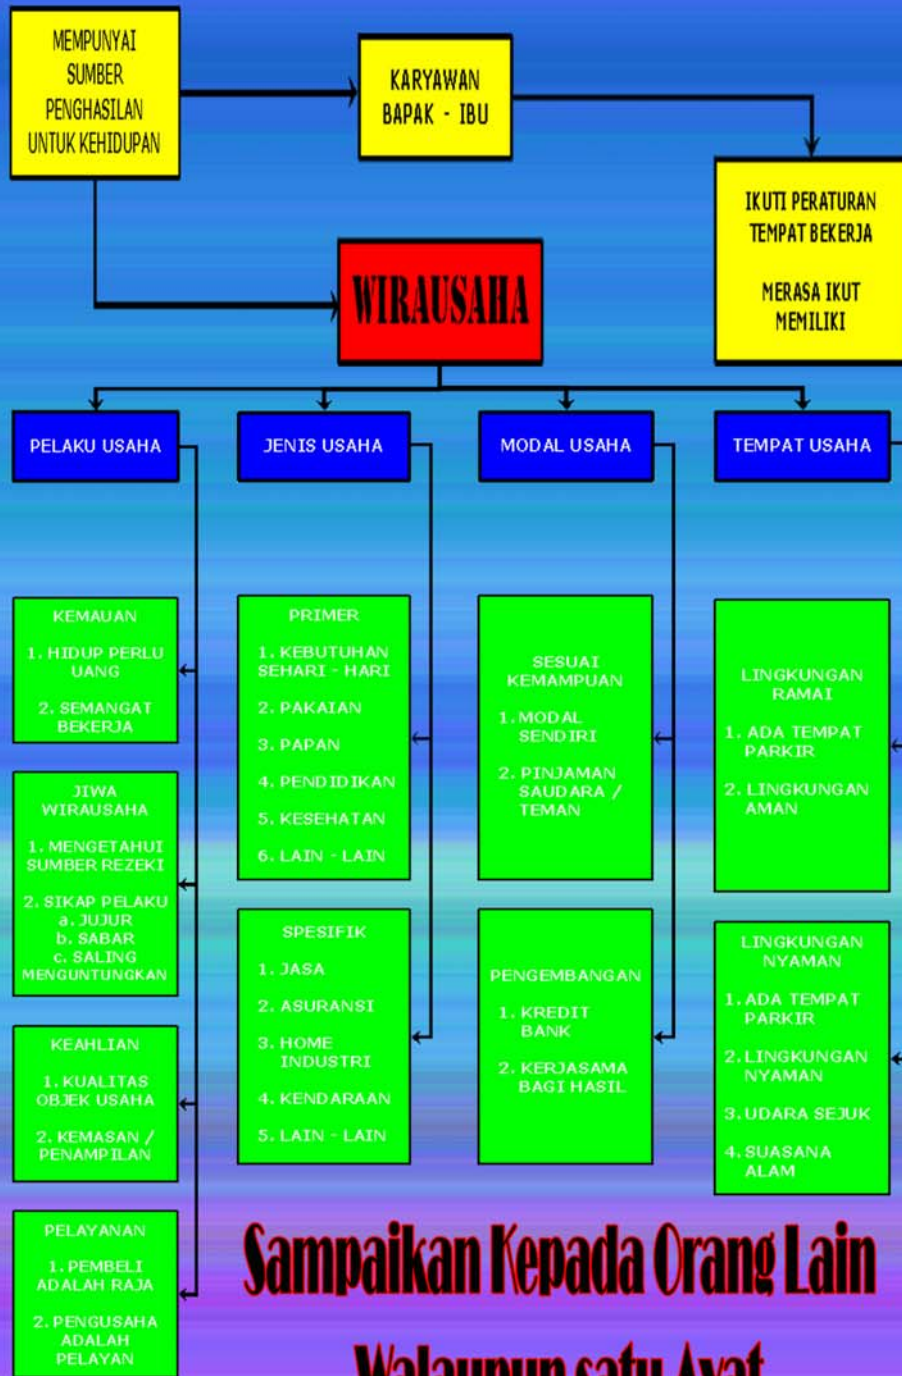 MEMPUNYAI
SUMBER
PENGHASILAN
UNTUK KEHIDUPAN
KARYAWAN
BAPAK - IBU
IKUTI PERATURAN
TEMPAT BEKERJA
MERASA IKUT
MEMILIKI
WIRAUSAHA
PELAKU USAHA
JENIS USAHA
MODAL USAHA
TEMPAT USAHA
KEMAUAN
1. HIDUP PERLU
UANG
2. SEMANGAT
BEKERJA
JIWA
WIRAUSAHA
1. MENGETAHUI
SUMBER REZEKI
2. SIKAP PELAKU
a. JUJUR
b. SABAR
c. SALING
MENGUNTUNGKAN
KEAHLIAN
1. KUALITAS
OBJEK USAHA
2. KEMASAN /
PENAMPILAN
PELAYANAN
1. PEMBELI
ADALAH RAJA
2. PENGUSAHA
ADALAH
PELAYAN
PRIMER
1. KEBUTUHAN
SEHARI - HARI
2. PAKAIAN
3. PAPAN
4. PENDIDIKAN
5. KESEHATAN
6. LAIN - LAIN
SPESIFIK
1. JASA
2. ASURANSI
3. HOME
INDUSTRI
4. KENDARAAN
5. LAIN - LAIN
SESUAI
KEMAMPUAN
1. MODAL
SENDIRI
2. PINJAMAN
SAUDARA /
TEMAN
PENGEMBANGAN
1. KREDIT
BANK
2. KERJASAMA
BAGI HASIL
LINGKUNGAN
RAMAI
1. ADA TEMPAT
PARKIR
2. LINGKUNGAN
AMAN
LINGKUNGAN
NYAMAN
1. ADA TEMPAT
PARKIR
2. LINGKUNGAN
NYAMAN
3. UDARA SEJUK
4. SUASANA
ALAM
Sampaikan Kepada Orang Lain
Walaupun satu Ayat